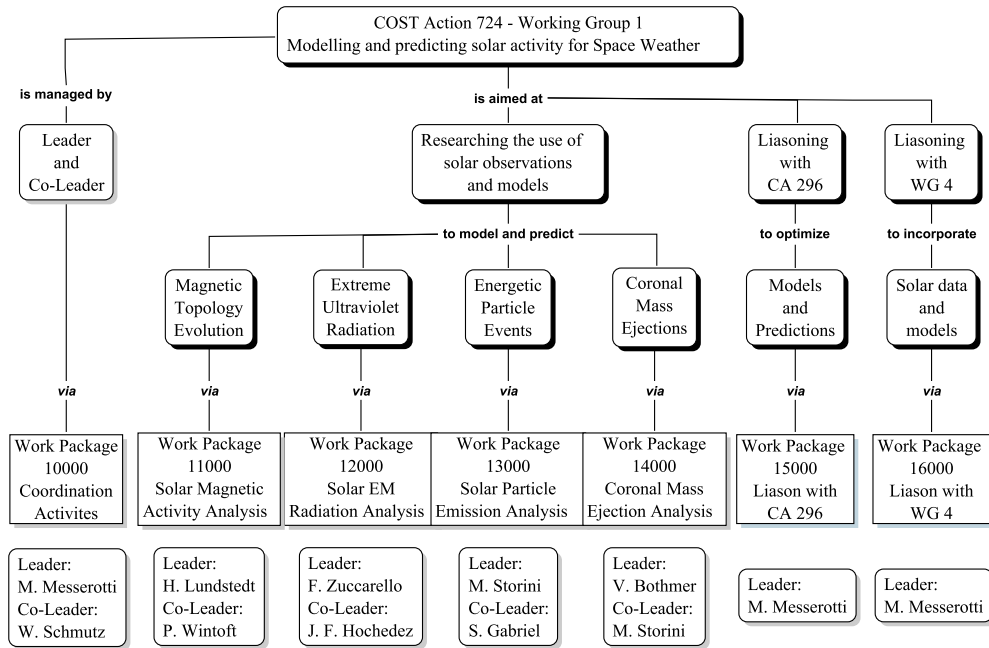 COST Action 724 - Working Group 1
Modelling and predicting solar activity for Space Weather
is managed by
is aimed at
Leader
and
Co-Leader
Researching the use of
solar observations
and models
Liasoning
with
CA 296
Liasoning
with
WG 4
to model and predict
to optimize
to incorporate
Magnetic
Topology
Evolution
Extreme
Ultraviolet
Radiation
Energetic
Particle
Events
Coronal
Mass
Ejections
Models
and
Predictions
Solar data
and
models
via
via
via
via
via
via
via
Work Package
10000
Coordination
Activites
Work Package
11000
Solar Magnetic
Activity Analysis
Work Package
12000
Solar EM
Radiation Analysis
Work Package
13000
Solar Particle
Emission Analysis
Work Package
14000
Coronal Mass
Ejection Analysis
Work Package
15000
Liason with
CA 296
Work Package
16000
Liason with
WG 4
Leader:
M. Messerotti
Co-Leader:
W. Schmutz
Leader:
H. Lundstedt
Co-Leader:
P. Wintoft
Leader:
F. Zuccarello
Co-Leader:
J. F. Hochedez
Leader:
M. Storini
Co-Leader:
S. Gabriel
Leader:
V. Bothmer
Co-Leader:
M. Storini
Leader:
M. Messerotti
Leader:
M. Messerotti